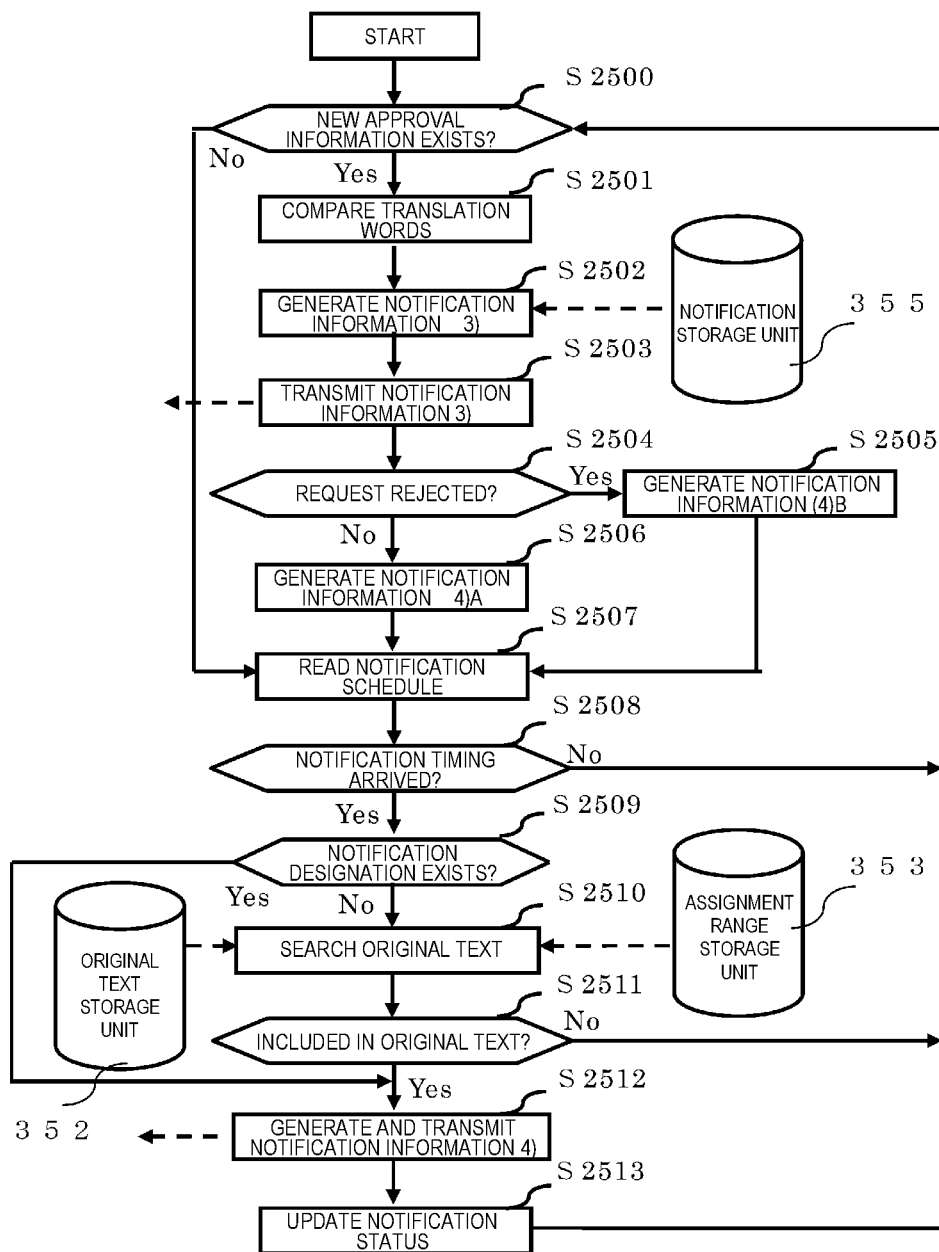 START
S 2500
NEW APPROVAL
INFORMATION EXISTS?
No
Yes
S 2501
COMPARE TRANSLATION
WORDS
S 2502
GENERATE NOTIFICATION
INFORMATION 3)
NOTIFICATION
STORAGE UNIT
3 5 5
S 2503
TRANSMIT NOTIFICATION
INFORMATION 3)
S 2504
REQUEST REJECTED?
Yes
No
S 2505
GENERATE NOTIFICATION
INFORMATION (4)B
S 2506
GENERATE NOTIFICATION
INFORMATION 4)A
S 2507
READ NOTIFICATION
SCHEDULE
S 2508
NOTIFICATION TIMING
ARRIVED?
No
Yes
S 2509
NOTIFICATION
DESIGNATION EXISTS?
Yes
No
S 2510
SEARCH ORIGINAL TEXT
ORIGINAL
TEXT
STORAGE
UNIT
3 5 2
ASSIGNMENT
RANGE
STORAGE
UNIT
3 5 3
S 2511
INCLUDED IN ORIGINAL TEXT?
No
Yes
S 2512
GENERATE AND TRANSMIT
NOTIFICATION INFORMATION 4)
S 2513
UPDATE NOTIFICATION
STATUS